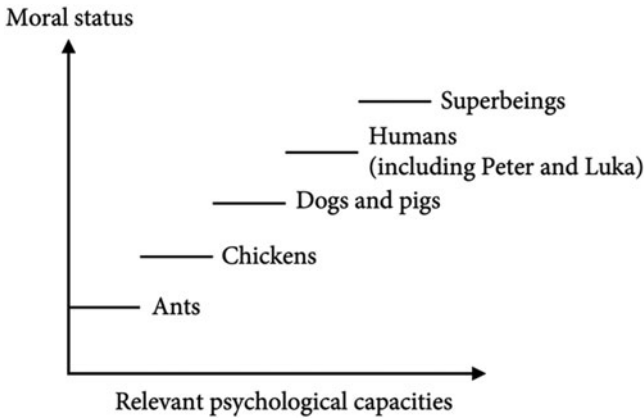 Moral status
Superbeings
Humans
(including Peter and Luka)
Dogs and pigs
Chickens
Ants
Relevant psychological capacities